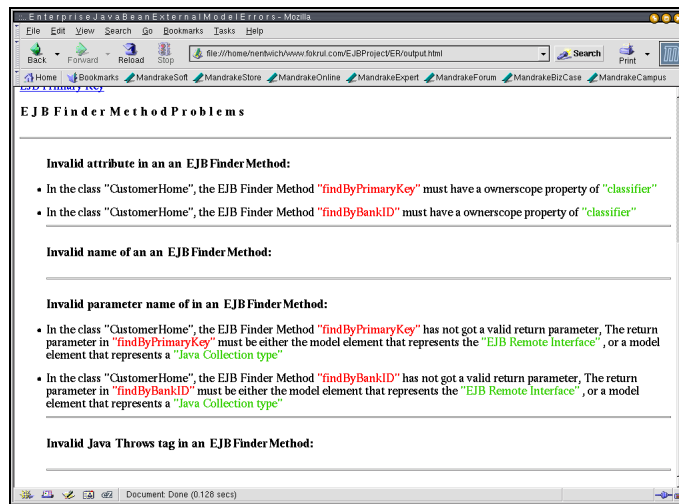 ::.. E n t e r p r i s e J a v a B e a n E x t e r n a l M o d e l E r r o r s - Mozilla
File Edit View Search Go Bookmarks Tasks Help
Back Forward Reload Stop file:///home/nentwich/www.fokrul.com/EJBProject/ER/output.html Search Print
Home Bookmarks MandrakeSoft MandrakeStore MandrakeOnline MandrakeExpert MandrakeForum MandrakeBizCase MandrakeCampus
EJB Primary Key
E J B F i n d e r M e t h o d P r o b l e m s
Invalid attribute in an an EJB Finder Method:
In the class "CustomerHome", the EJB Finder Method "findByPrimaryKey" must have a ownerscope property of "classifier"
In the class "CustomerHome", the EJB Finder Method "findByBankID" must have a ownerscope property of "classifier"
Invalid name of an an EJB Finder Method:
Invalid parameter name of in an EJB Finder Method:
In the class "CustomerHome", the EJB Finder Method "findByPrimaryKey" has not got a valid return parameter, The return
parameter in "findByPrimaryKey" must be either the model element that represents the "EJB Remote Interface" , or a model
element that represents a "Java Collection type"
In the class "CustomerHome", the EJB Finder Method "findByBankID" has not got a valid return parameter, The return
parameter in "findByBankID" must be either the model element that represents the "EJB Remote Interface" , or a model
element that represents a "Java Collection type"
Invalid Java Throws tag in an EJB Finder Method:
Document: Done (0.128 secs)